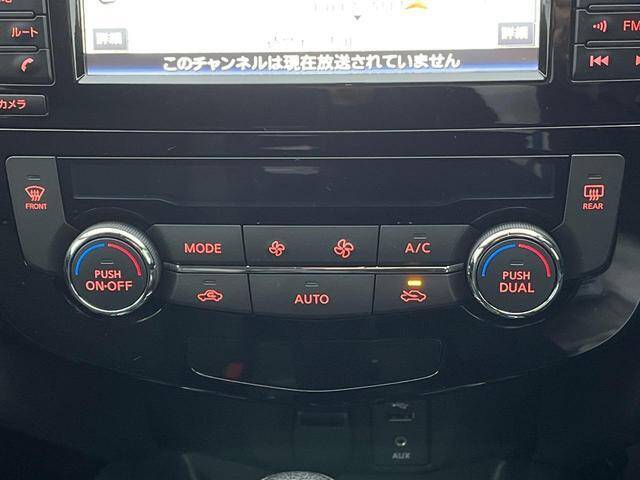 ルート
カメラ
詳細
詳細
このチャンネルは現在放送されていません
FM
FRONT
REAR
MODE
A/C
PUSH
ON·OFF
AUTO
PUSH
DUAL
AUX